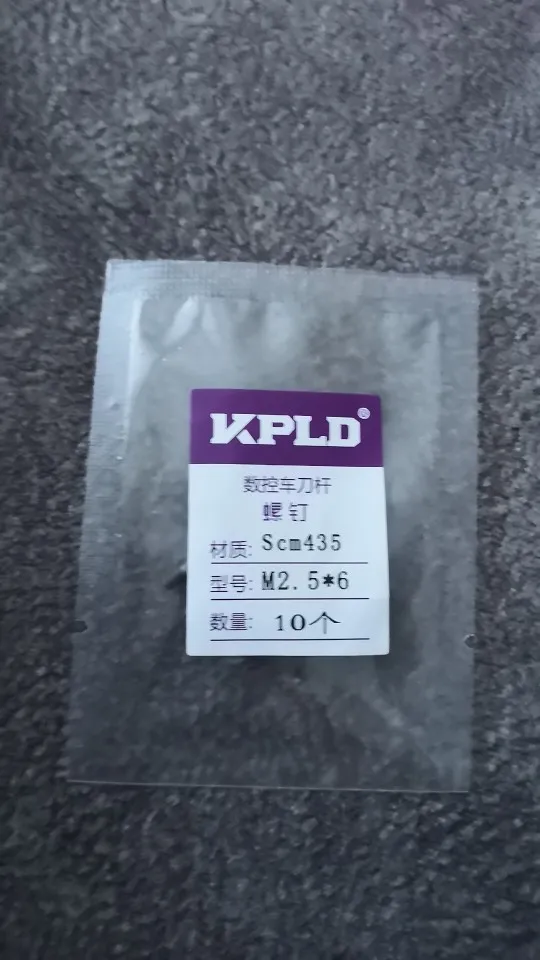 KPLD®
数控车刀杆
螺钉
材质: Scm435
型号: M2.5*6
数量: 10个